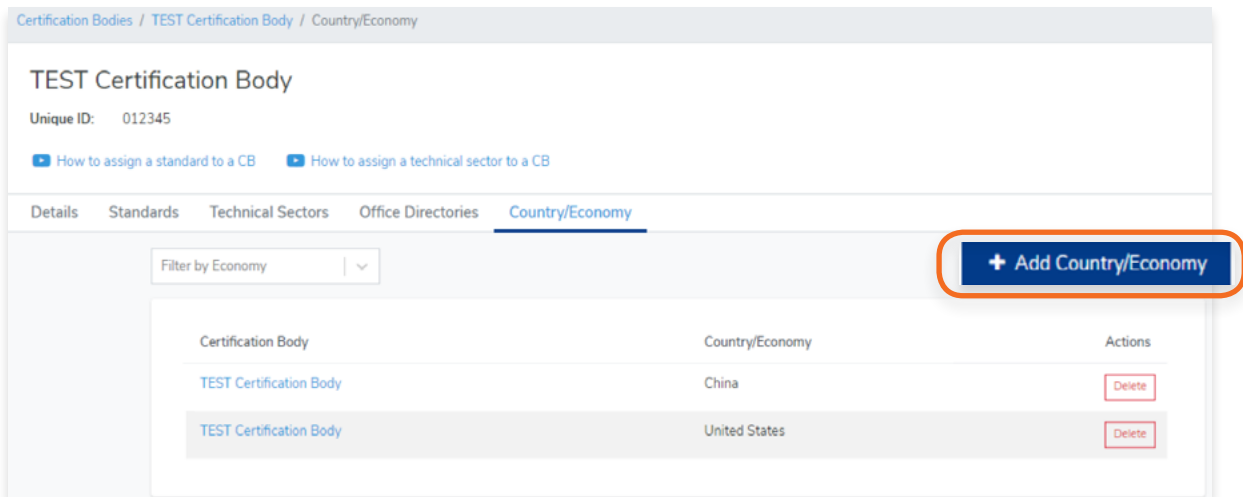 Certification Bodies / TEST Certification Body / Country/Economy
TEST Certification Body
Unique ID: 012345
How to assign a standard to a CB How to assign a technical sector to a CB
Details Standards Technical Sectors Office Directories Country/Economy
Filter by Economy + Add Country/Economy
Certification Body Country/Economy Actions
TEST Certification Body China Delete
TEST Certification Body United States Delete